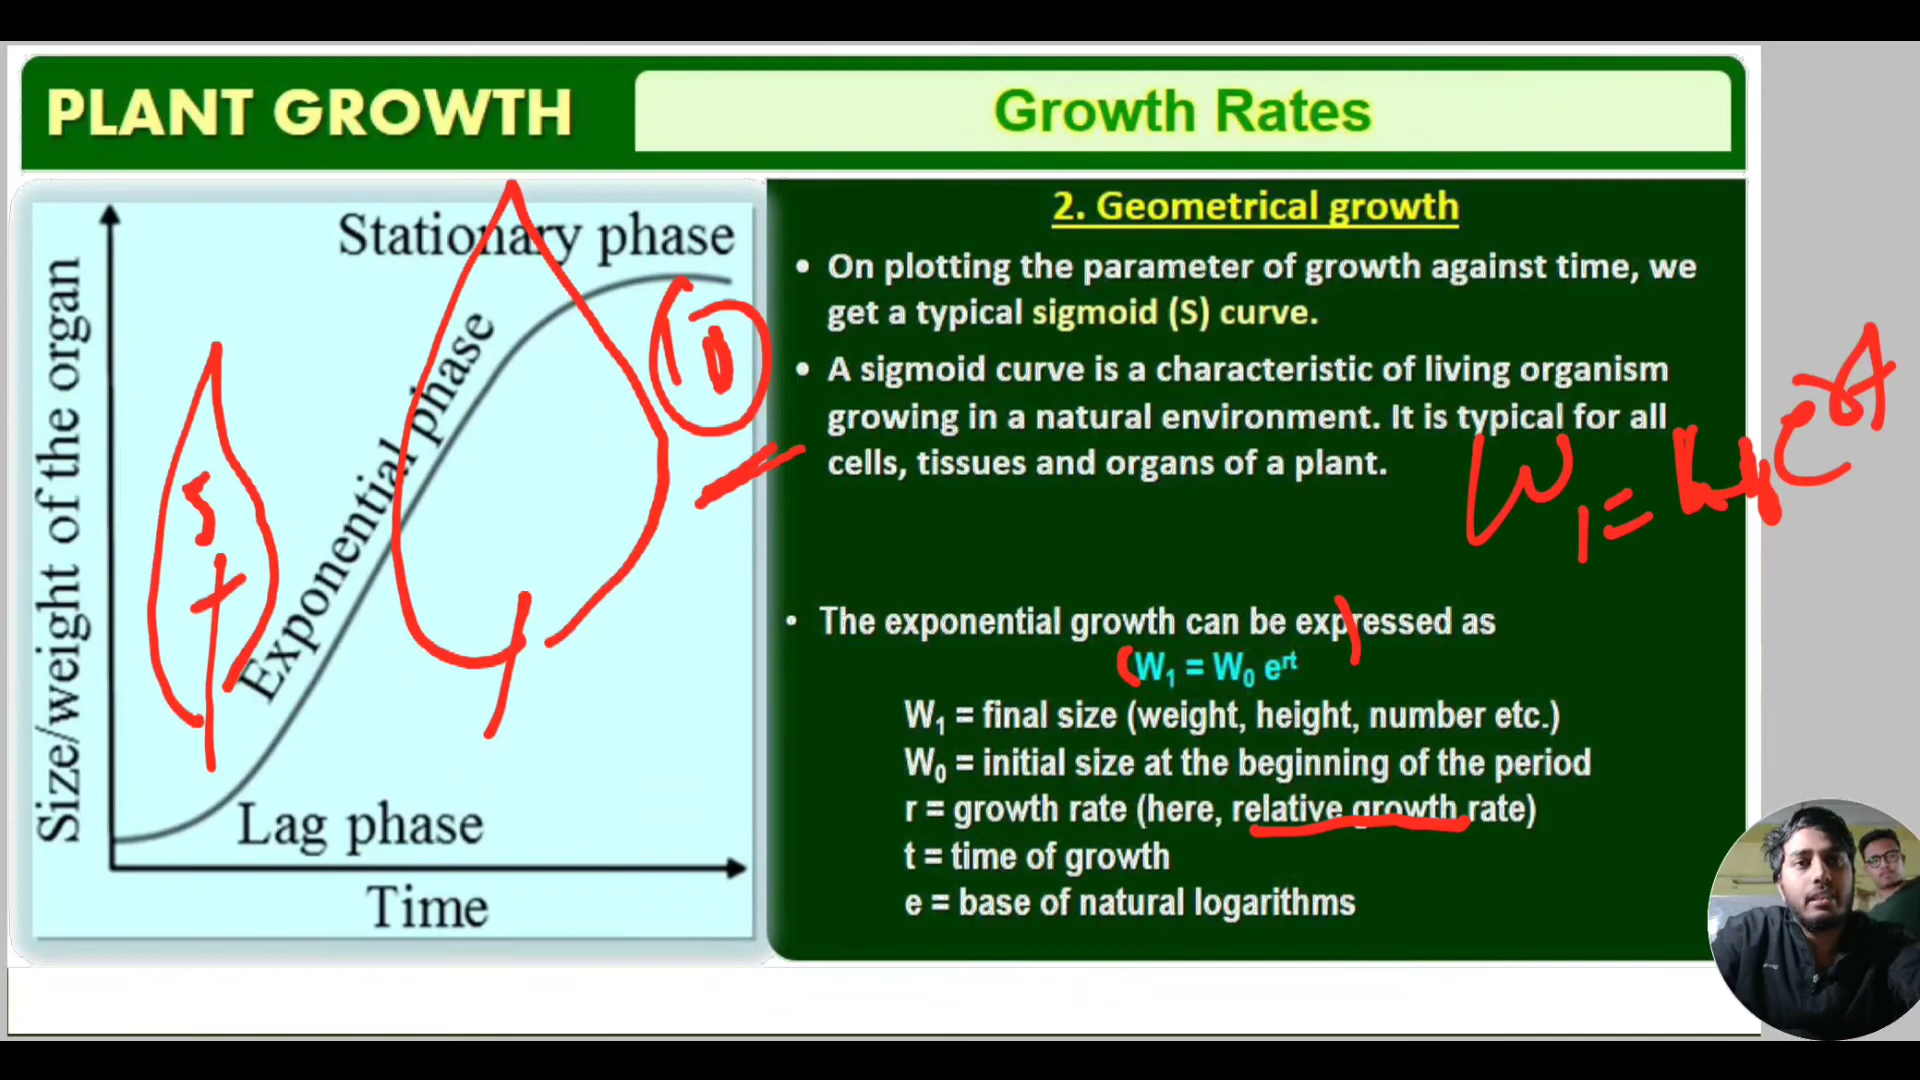 PLANT GROWTH
Growth Rates
Stationary phase
Exponential phase
Lag phase
Size/weight of the organ
Time
5
10
2. Geometrical growth
• On plotting the parameter of growth against time, we
get a typical sigmoid (S) curve.
• A sigmoid curve is a characteristic of living organism
growing in a natural environment. It is typical for all
cells, tissues and organs of a plant.
W₁ =
• The exponential growth can be expressed as
(W₁ = W₀ eʳᵗ )
W₁ = final size (weight, height, number etc.)
W₀ = initial size at the beginning of the period
r = growth rate (here, relative growth rate)
t = time of growth
e = base of natural logarithms